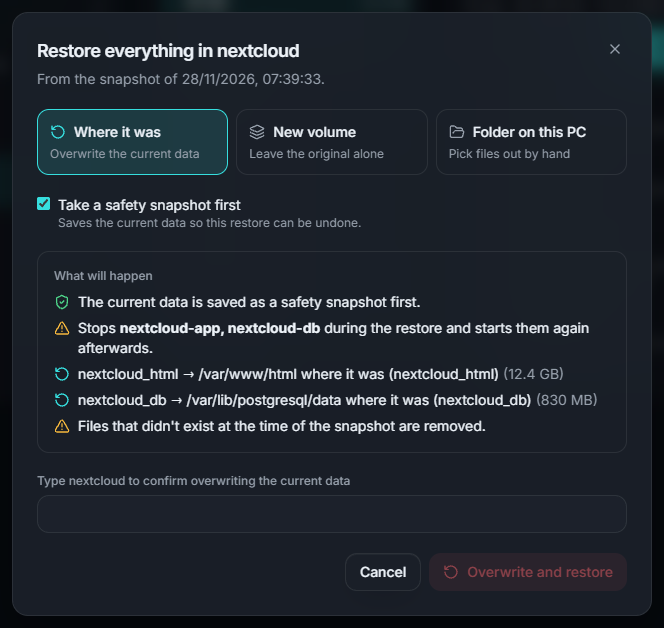 Restore everything in nextcloud
From the snapshot of 28/11/2026, 07:39:33.
Where it was
Overwrite the current data
New volume
Leave the original alone
Folder on this PC
Pick files out by hand
Take a safety snapshot first
Saves the current data so this restore can be undone.
What will happen
The current data is saved as a safety snapshot first.
Stops nextcloud-app, nextcloud-db during the restore and starts them again
afterwards.
nextcloud_html → /var/www/html where it was (nextcloud_html) (12.4 GB)
nextcloud_db → /var/lib/postgresql/data where it was (nextcloud_db) (830 MB)
Files that didn't exist at the time of the snapshot are removed.
Type nextcloud to confirm overwriting the current data
Cancel
Overwrite and restore